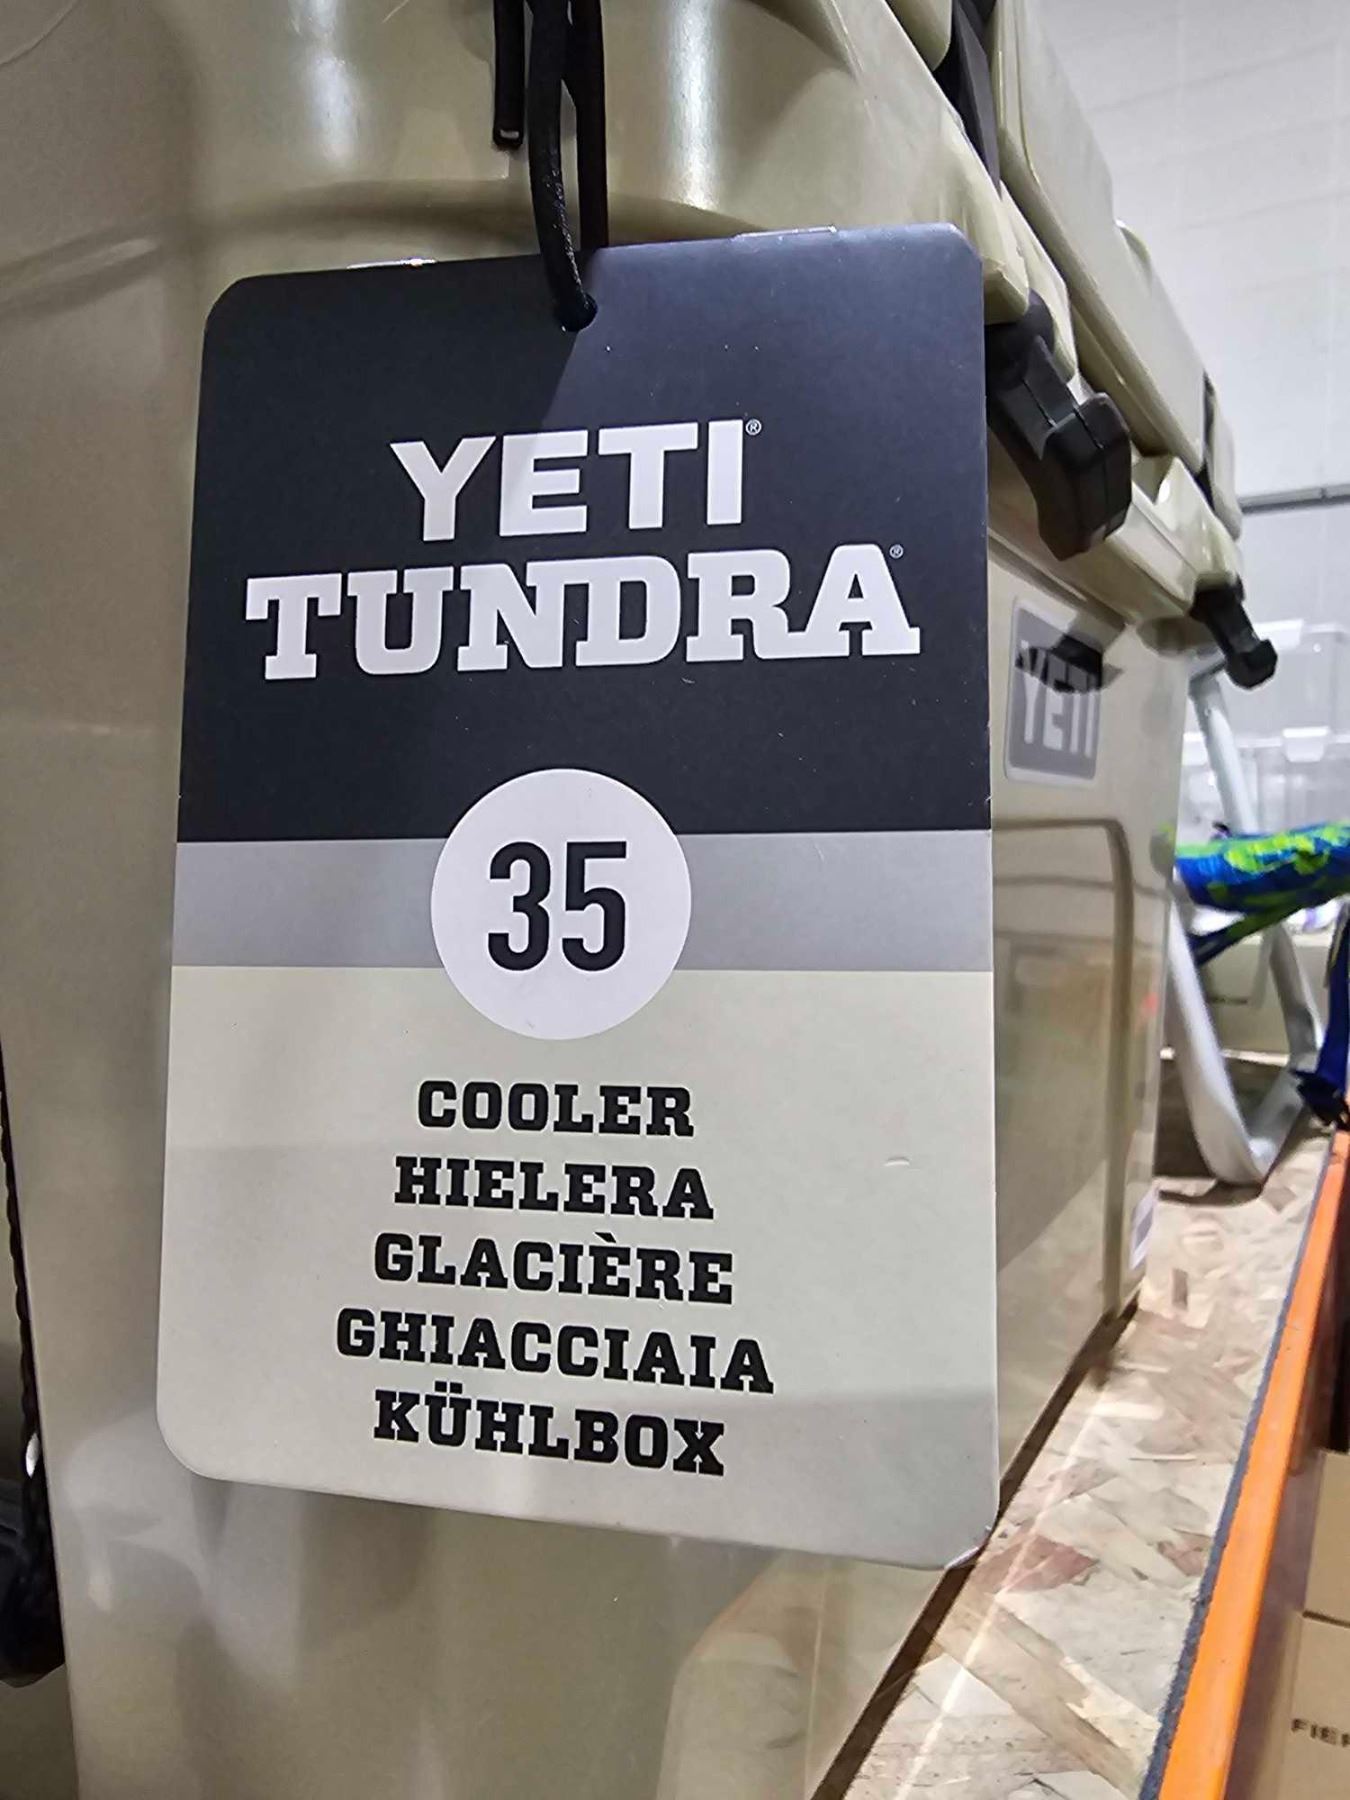 YETI®
TUNDRA®
35
COOLER
HIELERA
GLACIÈRE
GHIACCIAIA
KÜHLBOX
YETI